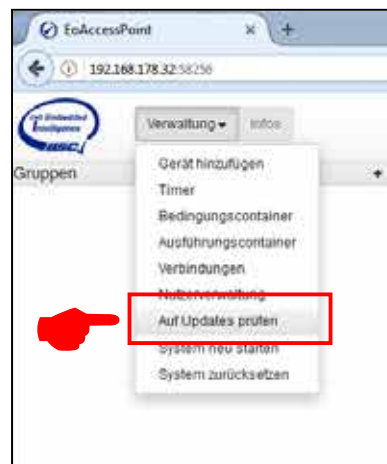 EoAccessPoint
192.168.178.32:58256
Verwaltung
Infos
Gruppen
Gerät hinzufügen
Timer
Bedingungscontainer
Ausführungscontainer
Verbindungen
Nutzerverwaltung
Auf Updates prüfen
System neu starten
System zurücksetzen